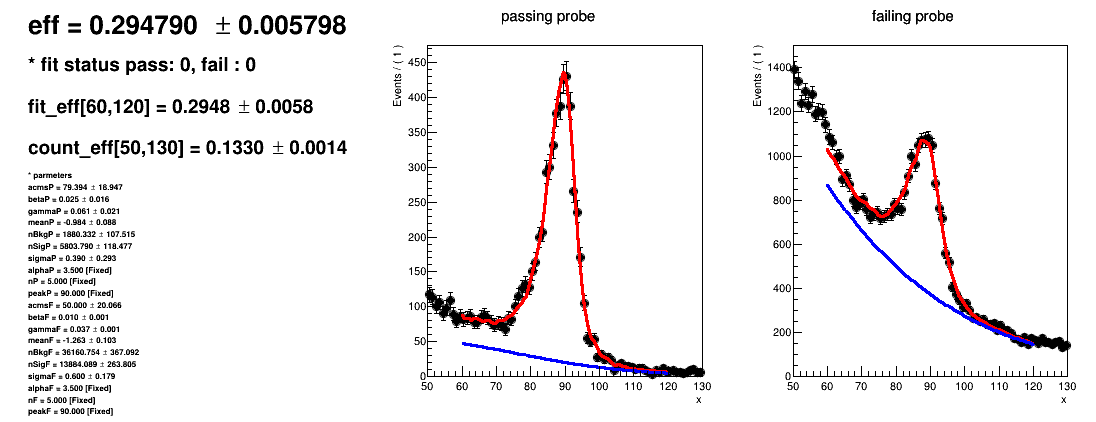 eff = 0.294790 ± 0.005798
* fit status pass: 0, fail : 0
fit_eff[60,120] = 0.2948 ± 0.0058
count_eff[50,130] = 0.1330 ± 0.0014
* parmeters
acmsP = 79.394 ± 18.947
betaP = 0.025 ± 0.016
gammaP = 0.061 ± 0.021
meanP = -0.984 ± 0.088
nBkgP = 1880.332 ± 107.515
nSigP = 5803.790 ± 118.477
sigmaP = 0.390 ± 0.293
alphaP = 3.500 [Fixed]
nP = 5.000 [Fixed]
peakP = 90.000 [Fixed]
acmsF = 50.000 ± 20.066
betaF = 0.010 ± 0.001
gammaF = 0.037 ± 0.001
meanF = -1.263 ± 0.103
nBkgF = 36160.754 ± 367.092
nSigF = 13884.089 ± 263.805
sigmaF = 0.600 ± 0.179
alphaF = 3.500 [Fixed]
nF = 5.000 [Fixed]
peakF = 90.000 [Fixed]
passing probe
Events / ( 1 )
450
400
350
300
250
200
150
100
50
0
50 60 70 80 90 100 110 120 130
x
failing probe
Events / ( 1 )
1400
1200
1000
800
600
400
200
0
50 60 70 80 90 100 110 120 130
x